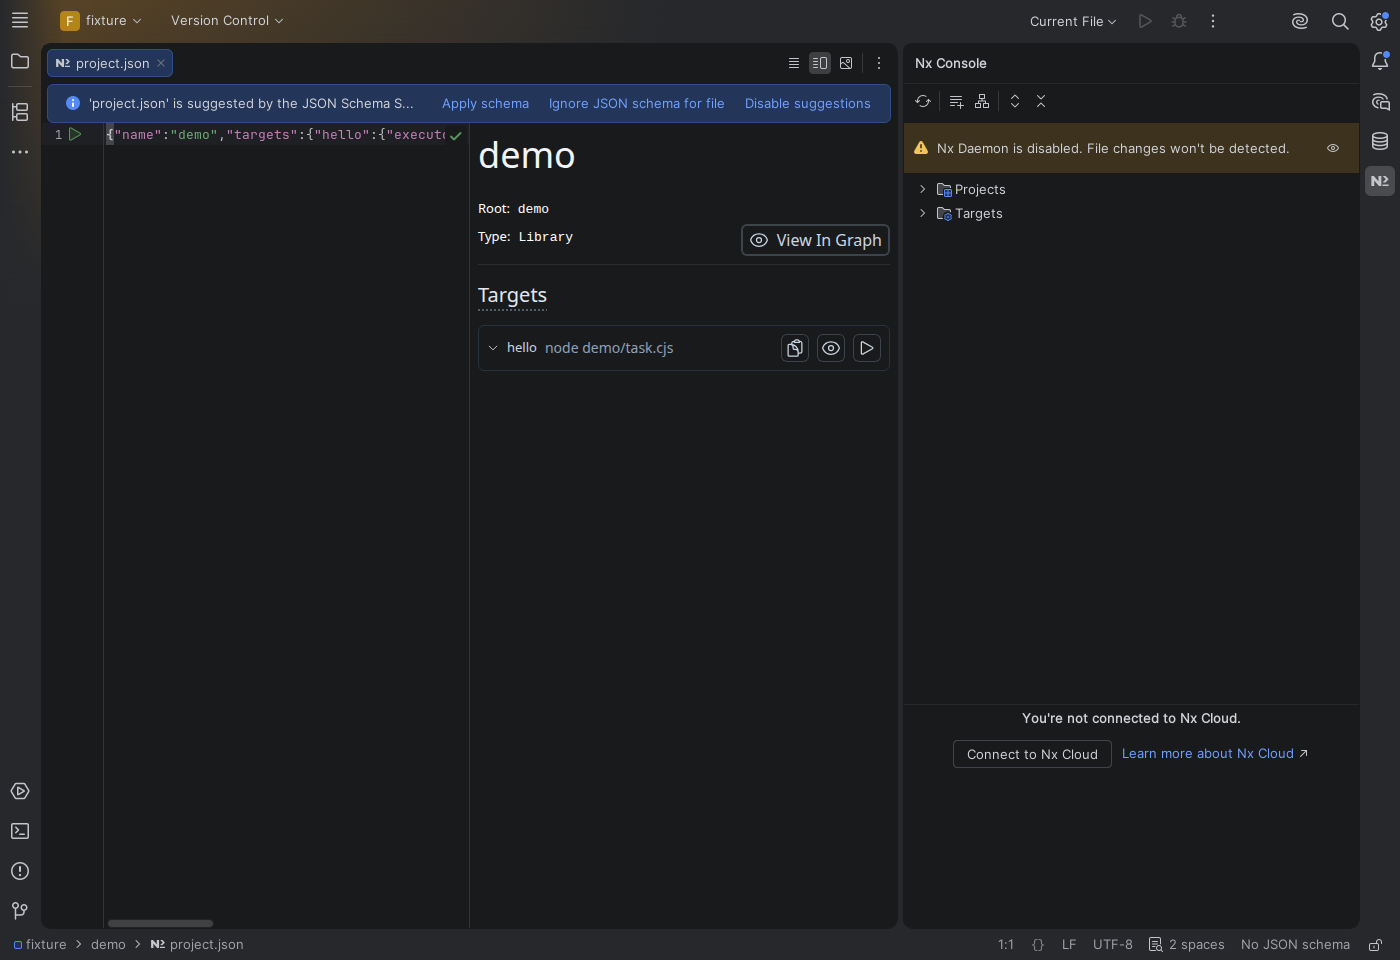 F fixture Version Control Current File
project.json
Nx Console
'project.json' is suggested by the JSON Schema S... Apply schema Ignore JSON schema for file Disable suggestions
1 {"name":"demo","targets":{"hello":{"execut
demo
Root: demo
Type: Library
View In Graph
Targets
hello node demo/task.cjs
Nx Daemon is disabled. File changes won't be detected.
Projects
Targets
You're not connected to Nx Cloud.
Connect to Nx Cloud Learn more about Nx Cloud ↗
fixture > demo > project.json 1:1 {} LF UTF-8 2 spaces No JSON schema